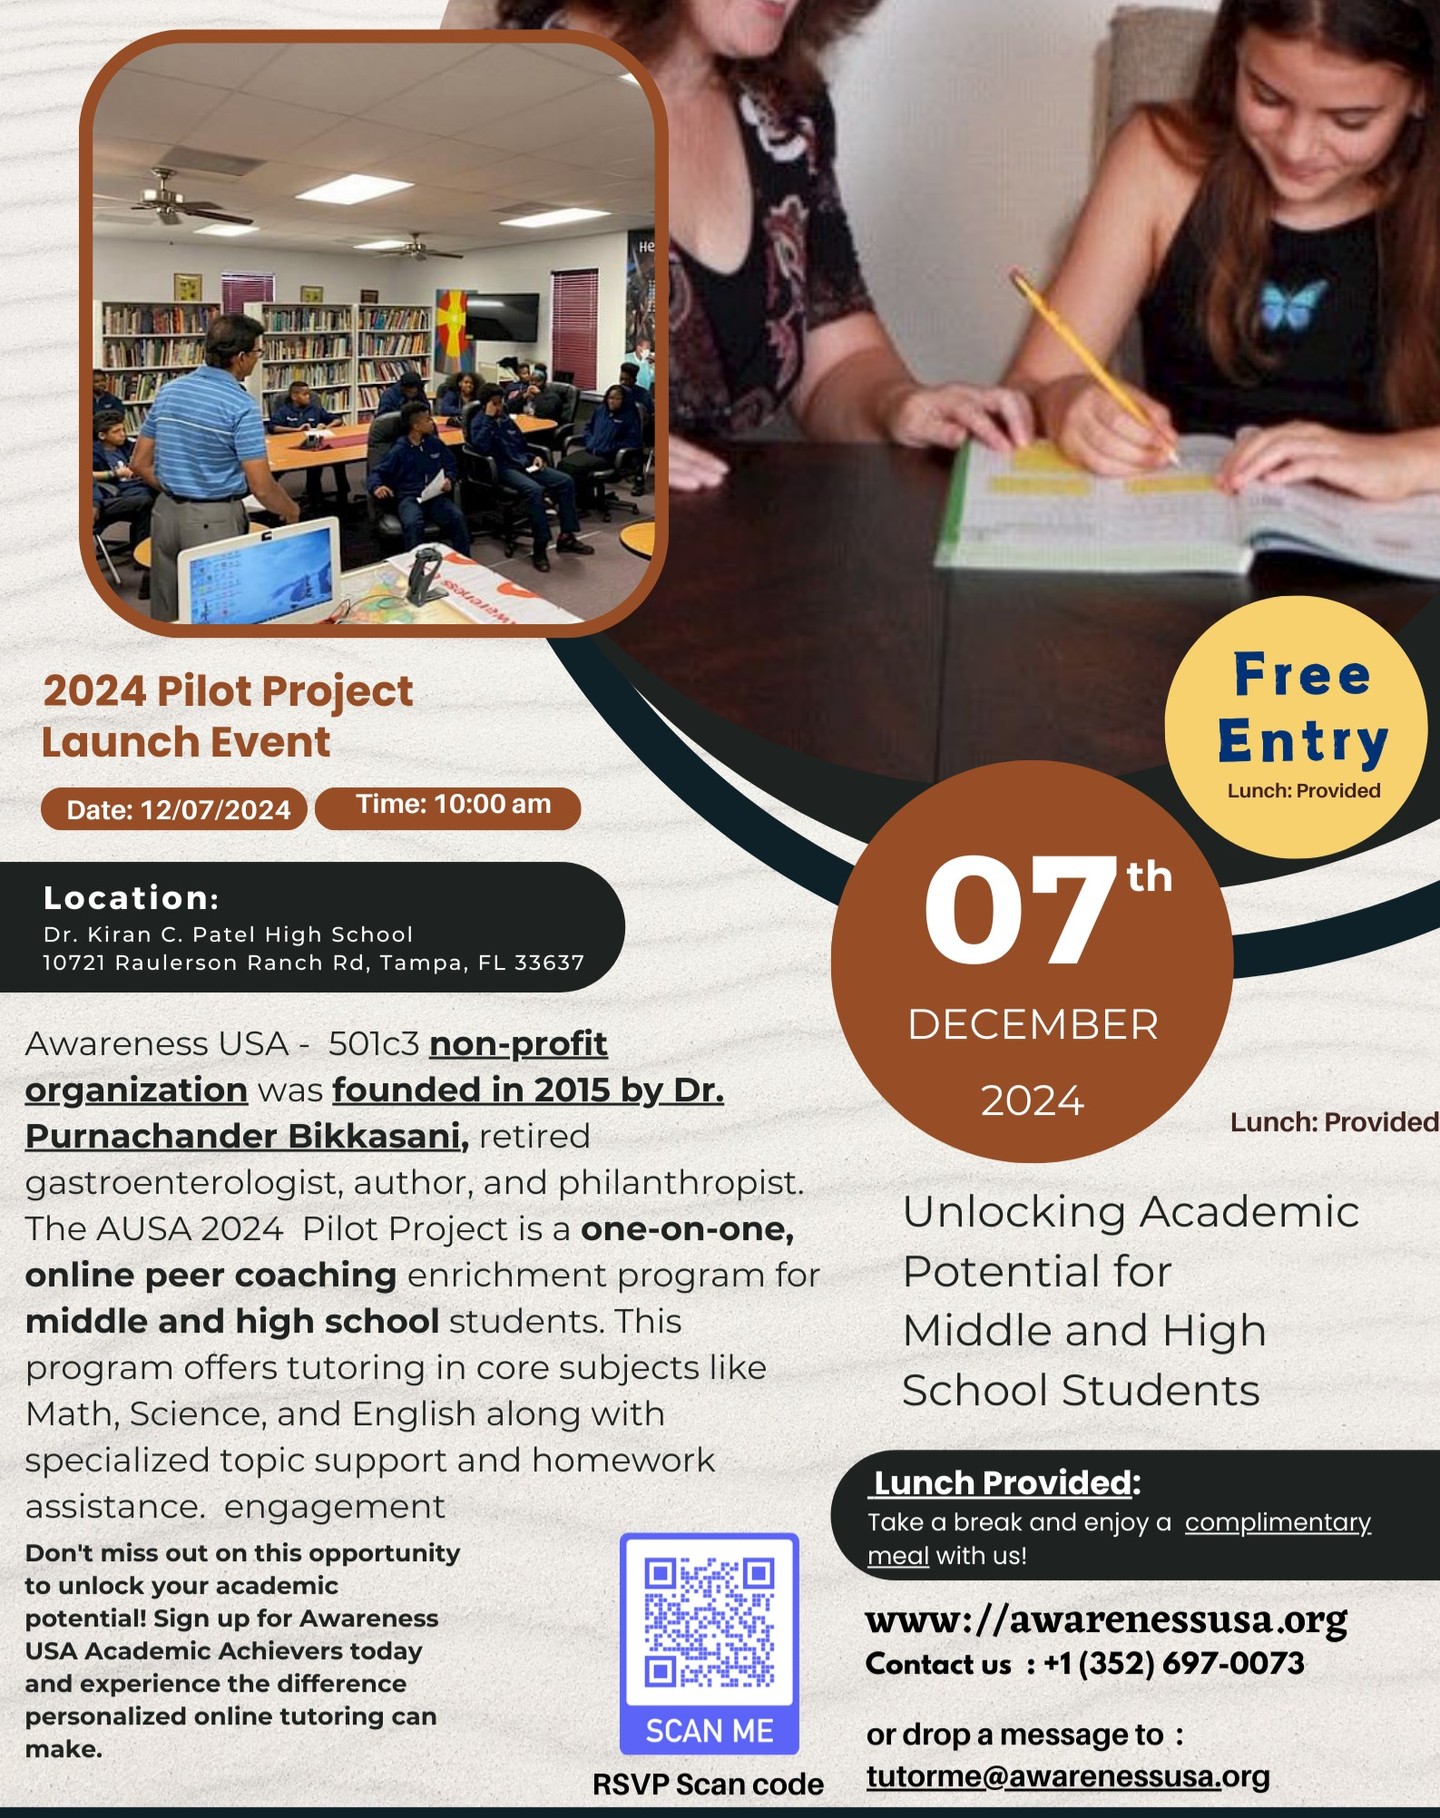 He
wareness
2024 Pilot Project
Launch Event
Date: 12/07/2024
Time: 10:00 am
Free
Entry
Lunch: Provided
Location:
Dr. Kiran C. Patel High School
10721 Raulerson Ranch Rd, Tampa, FL 33637
07th
DECEMBER
2024
Lunch: Provided
Awareness USA - 501c3 non-profit
organization was founded in 2015 by Dr.
Purnachander Bikkasani, retired
gastroenterologist, author, and philanthropist.
The AUSA 2024 Pilot Project is a one-on-one,
online peer coaching enrichment program for
middle and high school students. This
program offers tutoring in core subjects like
Math, Science, and English along with
specialized topic support and homework
assistance. engagement
Don't miss out on this opportunity
to unlock your academic
potential! Sign up for Awareness
USA Academic Achievers today
and experience the difference
personalized online tutoring can
make.
SCAN ME
RSVP Scan code
Unlocking Academic
Potential for
Middle and High
School Students
Lunch Provided:
Take a break and enjoy a complimentary
meal with us!
www://awarenessusa.org
Contact us : +1 (352) 697-0073
or drop a message to :
tutorme@awarenessusa.org